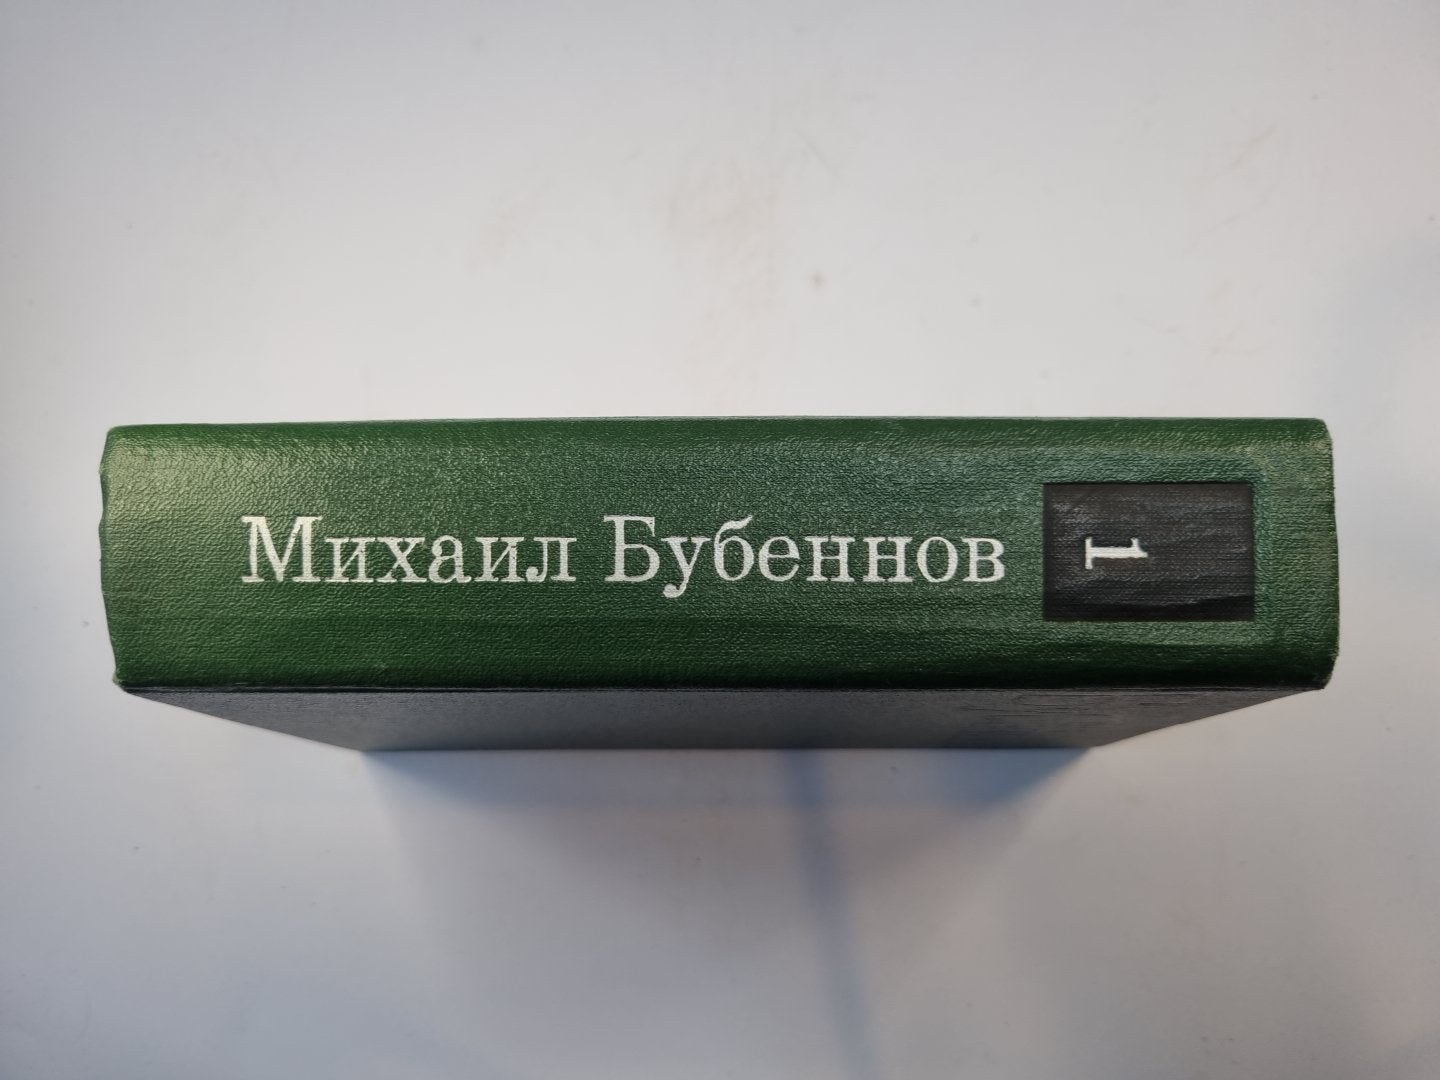 Михаил Бубеннов
1